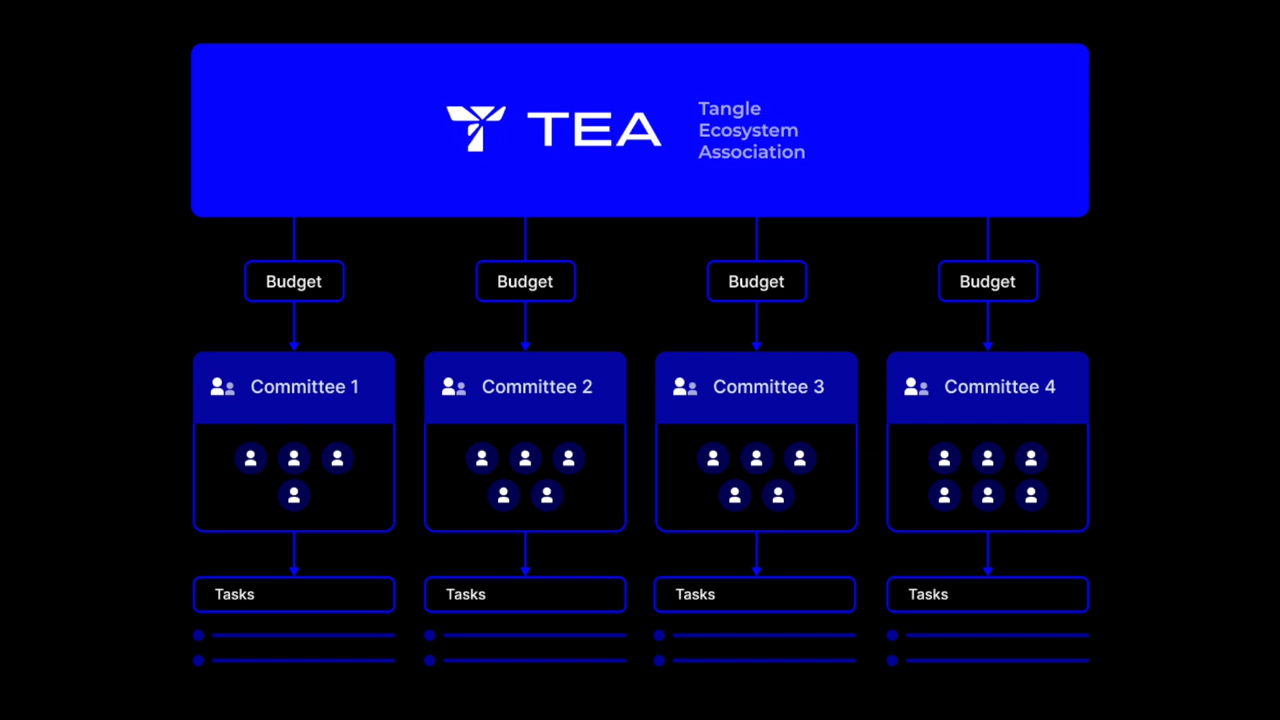 TEA
Tangle
Ecosystem
Association
Budget
Budget
Budget
Budget
Committee 1
Committee 2
Committee 3
Committee 4
Tasks
Tasks
Tasks
Tasks